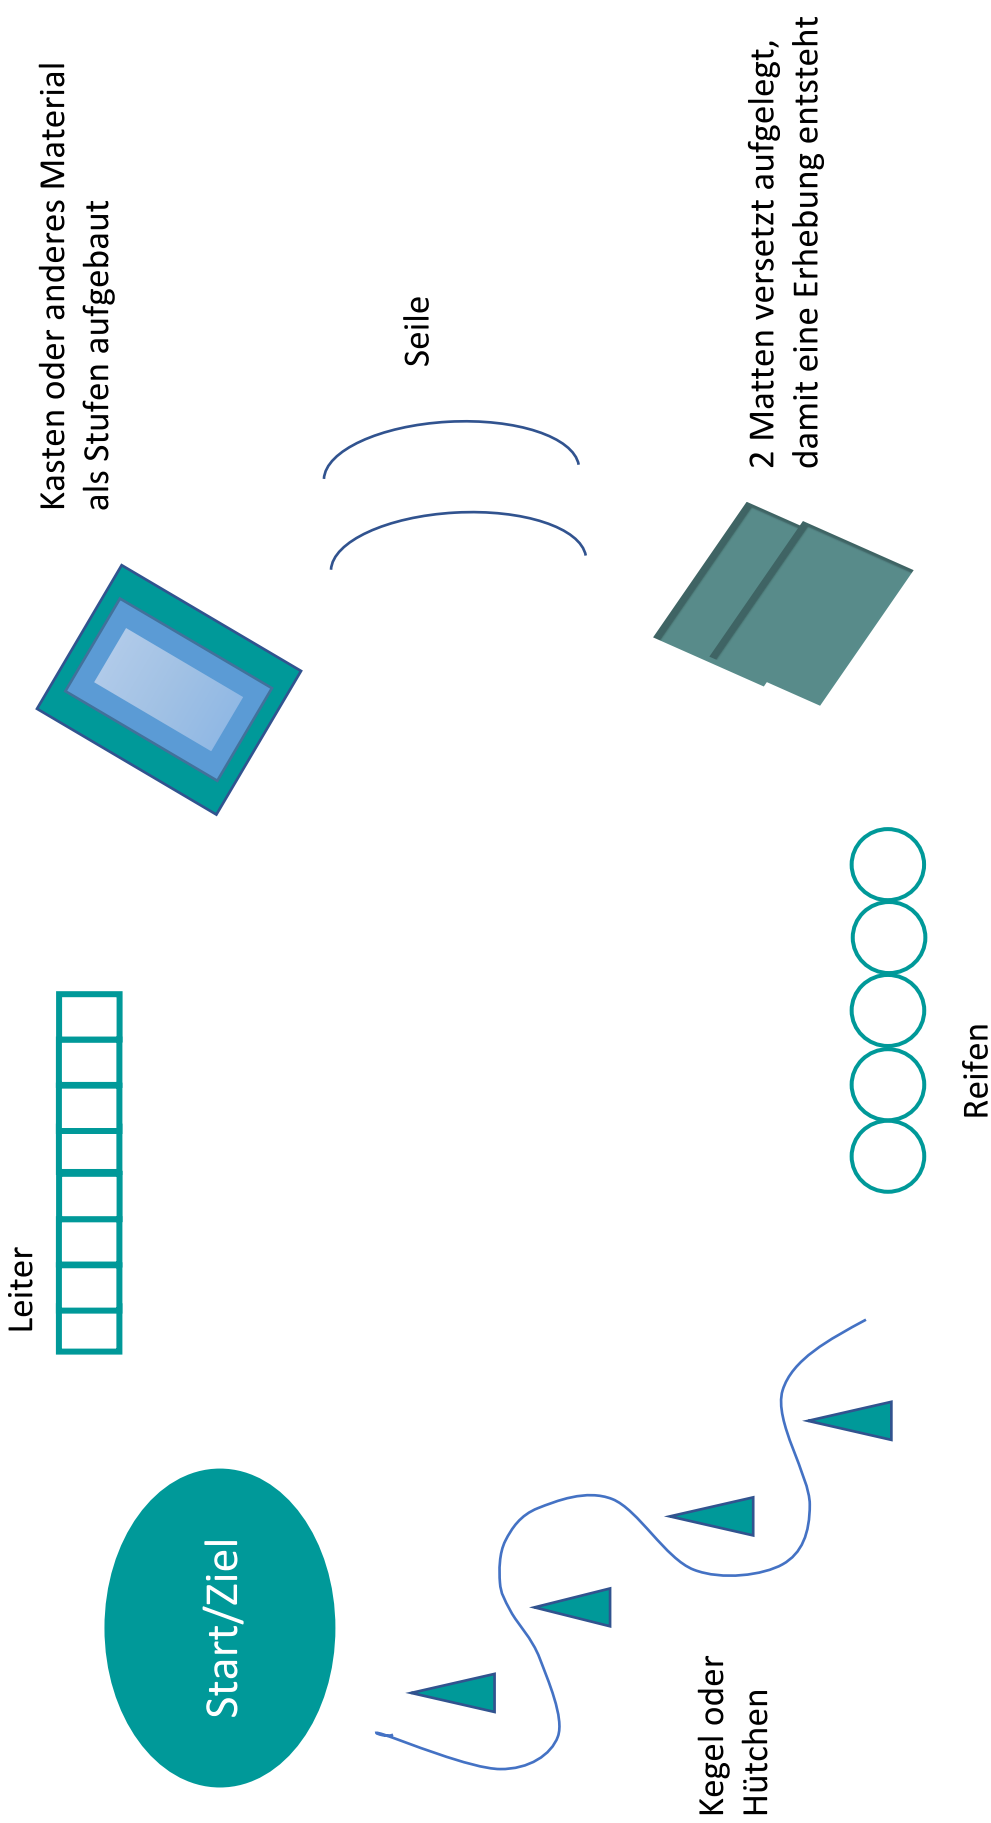 Leiter
Kasten oder anderes Material
als Stufen aufgebaut
Start/Ziel
Seile
Kegel oder
Hütchen
2 Matten versetzt aufgelegt,
damit eine Erhebung entsteht
Reifen